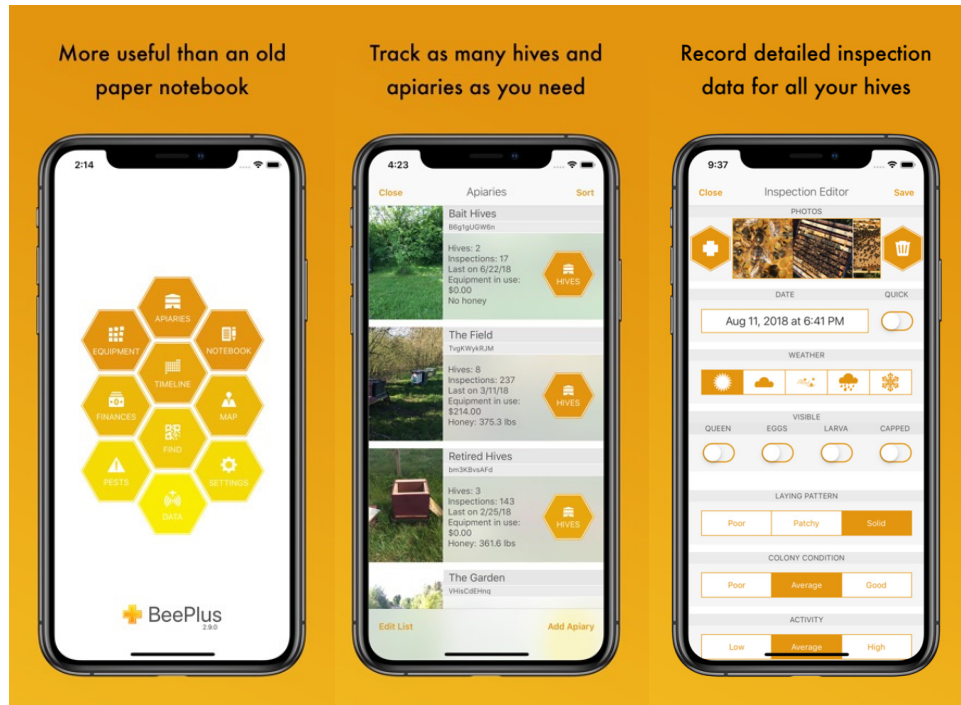 More useful than an old
paper notebook
2:14
APIARIES
EQUIPMENT
NOTEBOOK
TIMELINE
FINANCES
MAP
FIND
PESTS
SETTINGS
DATA
BeePlus
2.9.0
Track as many hives and
apiaries as you need
4:23
Close Apiaries Sort
Bait Hives
B6g1gUGW6n
Hives: 2
Inspections: 17
Last on 6/22/18
Equipment in use:
$0.00
No honey
HIVES
The Field
TvgKWykRJM
Hives: 8
Inspections: 237
Last on 3/11/18
Equipment in use:
$214.00
Honey: 375.3 lbs
HIVES
Retired Hives
bm3KBvsAFd
Hives: 3
Inspections: 143
Last on 2/25/18
Equipment in use:
$0.00
Honey: 361.6 lbs
HIVES
The Garden
VHisCdEHnq
Edit List Add Apiary
Record detailed inspection
data for all your hives
9:37
Close Inspection Editor Save
PHOTOS
DATE QUICK
Aug 11, 2018 at 6:41 PM
WEATHER
VISIBLE
QUEEN EGGS LARVA CAPPED
LAYING PATTERN
Poor Patchy Solid
COLONY CONDITION
Poor Average Good
ACTIVITY
Low Average High